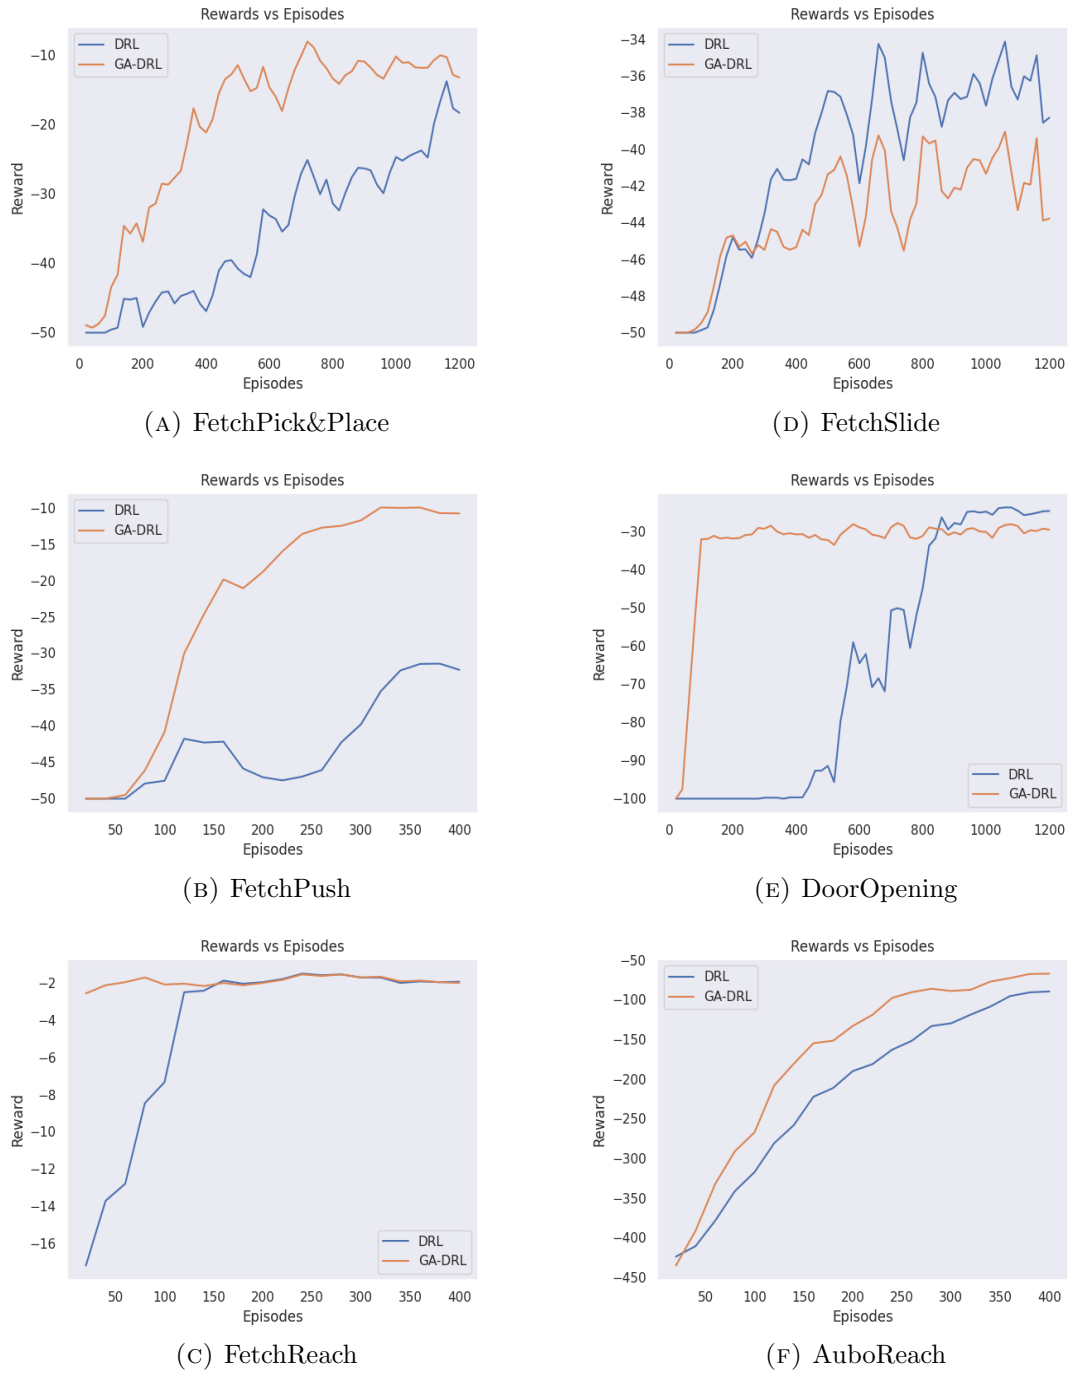 Rewards vs Episodes
DRL
GA-DRL
Reward
−10
−20
−30
−40
−50
0 200 400 600 800 1000 1200
Episodes
(A) FetchPick&Place
Rewards vs Episodes
DRL
GA-DRL
Reward
−34
−36
−38
−40
−42
−44
−46
−48
−50
0 200 400 600 800 1000 1200
Episodes
(D) FetchSlide
Rewards vs Episodes
DRL
GA-DRL
Reward
−10
−15
−20
−25
−30
−35
−40
−45
−50
50 100 150 200 250 300 350 400
Episodes
(B) FetchPush
Rewards vs Episodes
Reward
−30
−40
−50
−60
−70
−80
−90
−100
DRL
GA-DRL
0 200 400 600 800 1000 1200
Episodes
(E) DoorOpening
Rewards vs Episodes
Reward
−2
−4
−6
−8
−10
−12
−14
−16
DRL
GA-DRL
50 100 150 200 250 300 350 400
Episodes
(C) FetchReach
Rewards vs Episodes
DRL
GA-DRL
Reward
−50
−100
−150
−200
−250
−300
−350
−400
−450
50 100 150 200 250 300 350 400
Episodes
(F) AuboReach